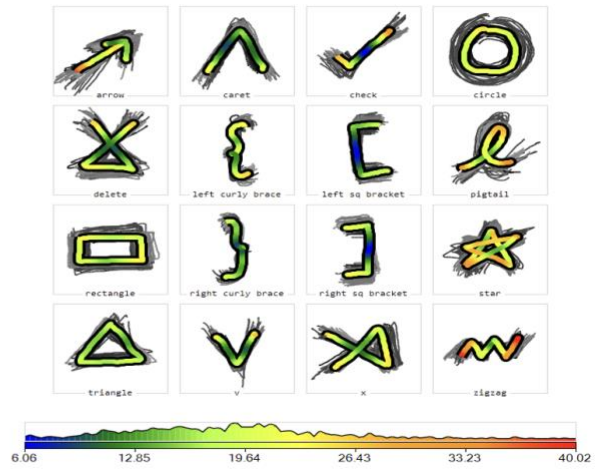 arrow caret check circle
delete left curly brace left sq bracket pigtail
rectangle right curly brace right sq bracket star
triangle v x zigzag
6.06 12.85 19.64 26.43 33.23 40.02